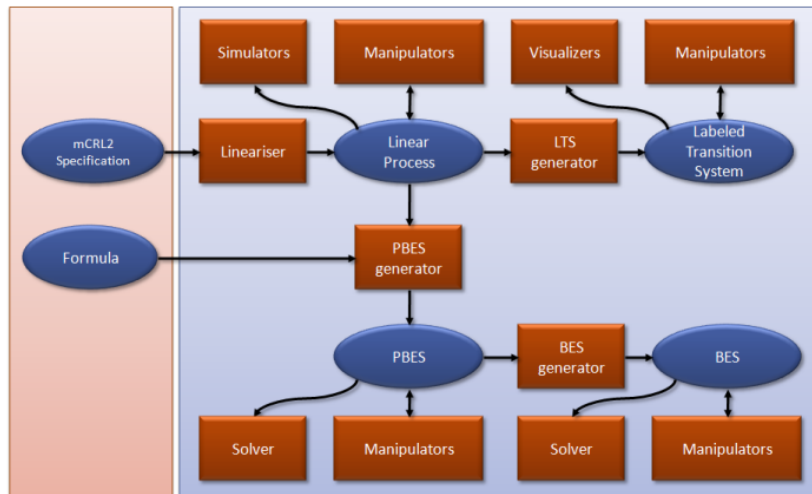 Simulators
Manipulators
Visualizers
Manipulators
mCRL2
Specification
Lineariser
Linear
Process
LTS
generator
Labeled
Transition
System
Formula
PBES
generator
PBES
BES
generator
BES
Solver
Manipulators
Solver
Manipulators